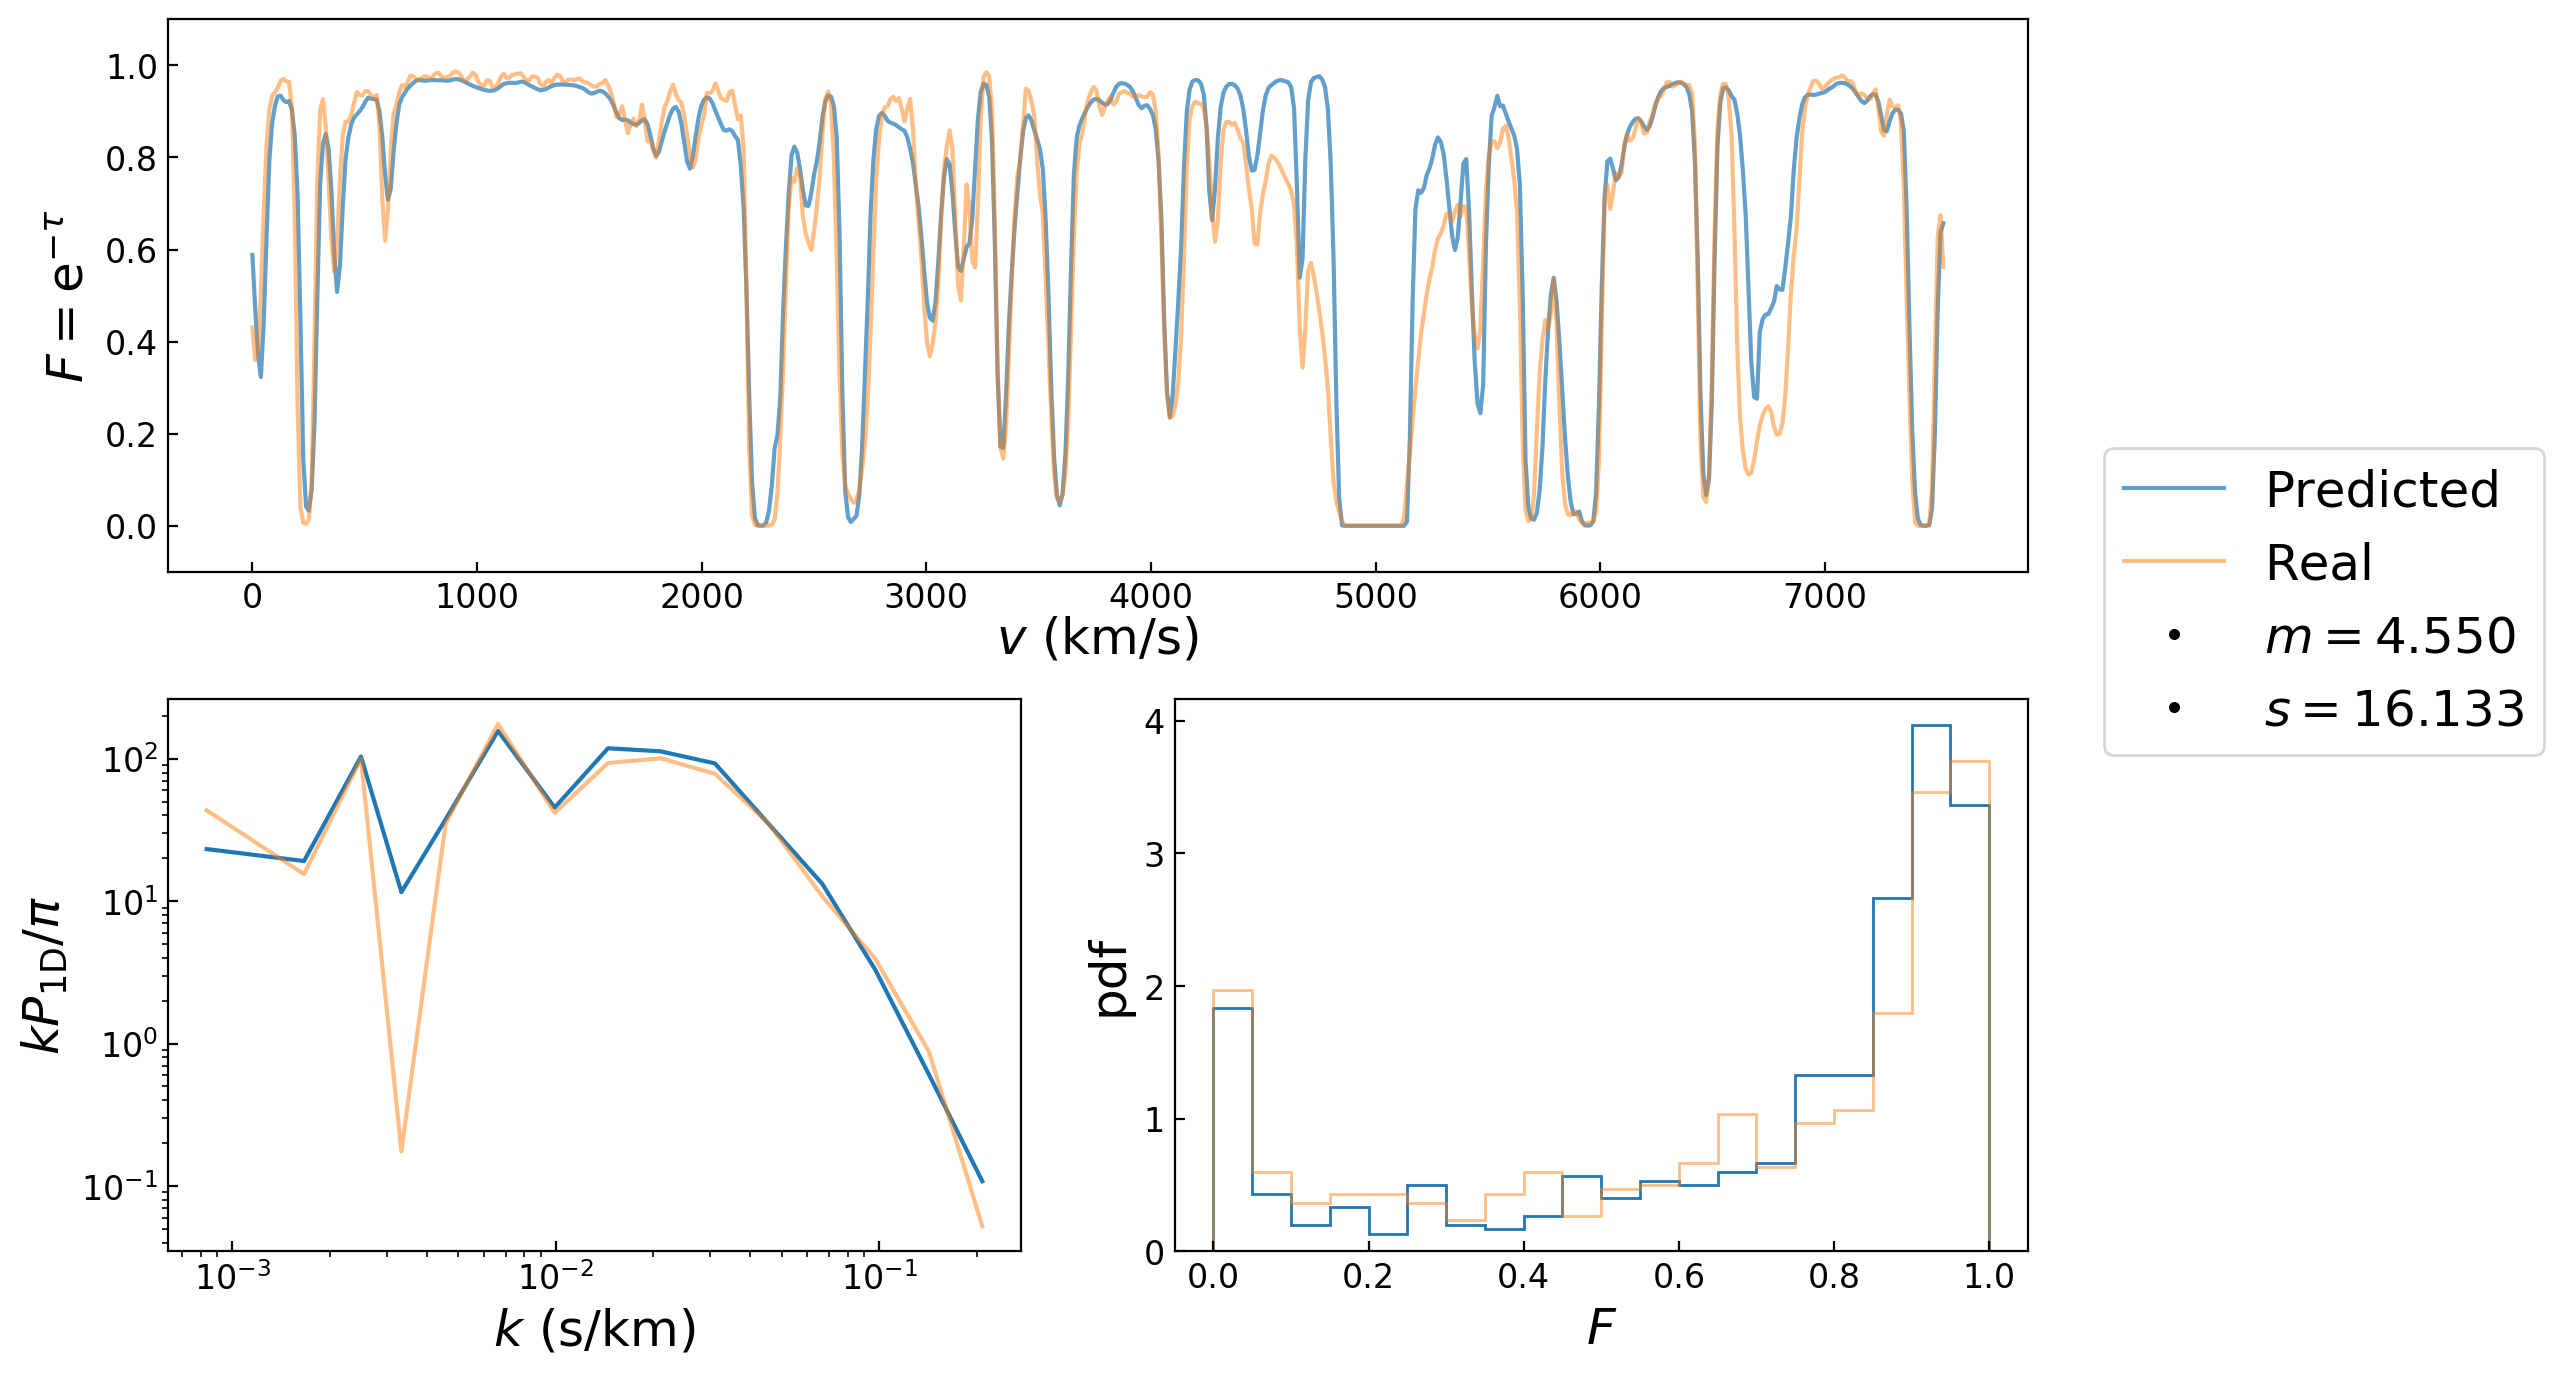 1.0
0.8
0.6
0.4
0.2
0.0
F = e^{-τ}
0 1000 2000 3000 4000 5000 6000 7000
v (km/s)
Predicted
Real
m = 4.550
s = 16.133
10^2
10^1
10^0
10^{-1}
kP_{1D}/π
10^{-3} 10^{-2} 10^{-1}
k (s/km)
4
3
2
1
0
pdf
0.0 0.2 0.4 0.6 0.8 1.0
F